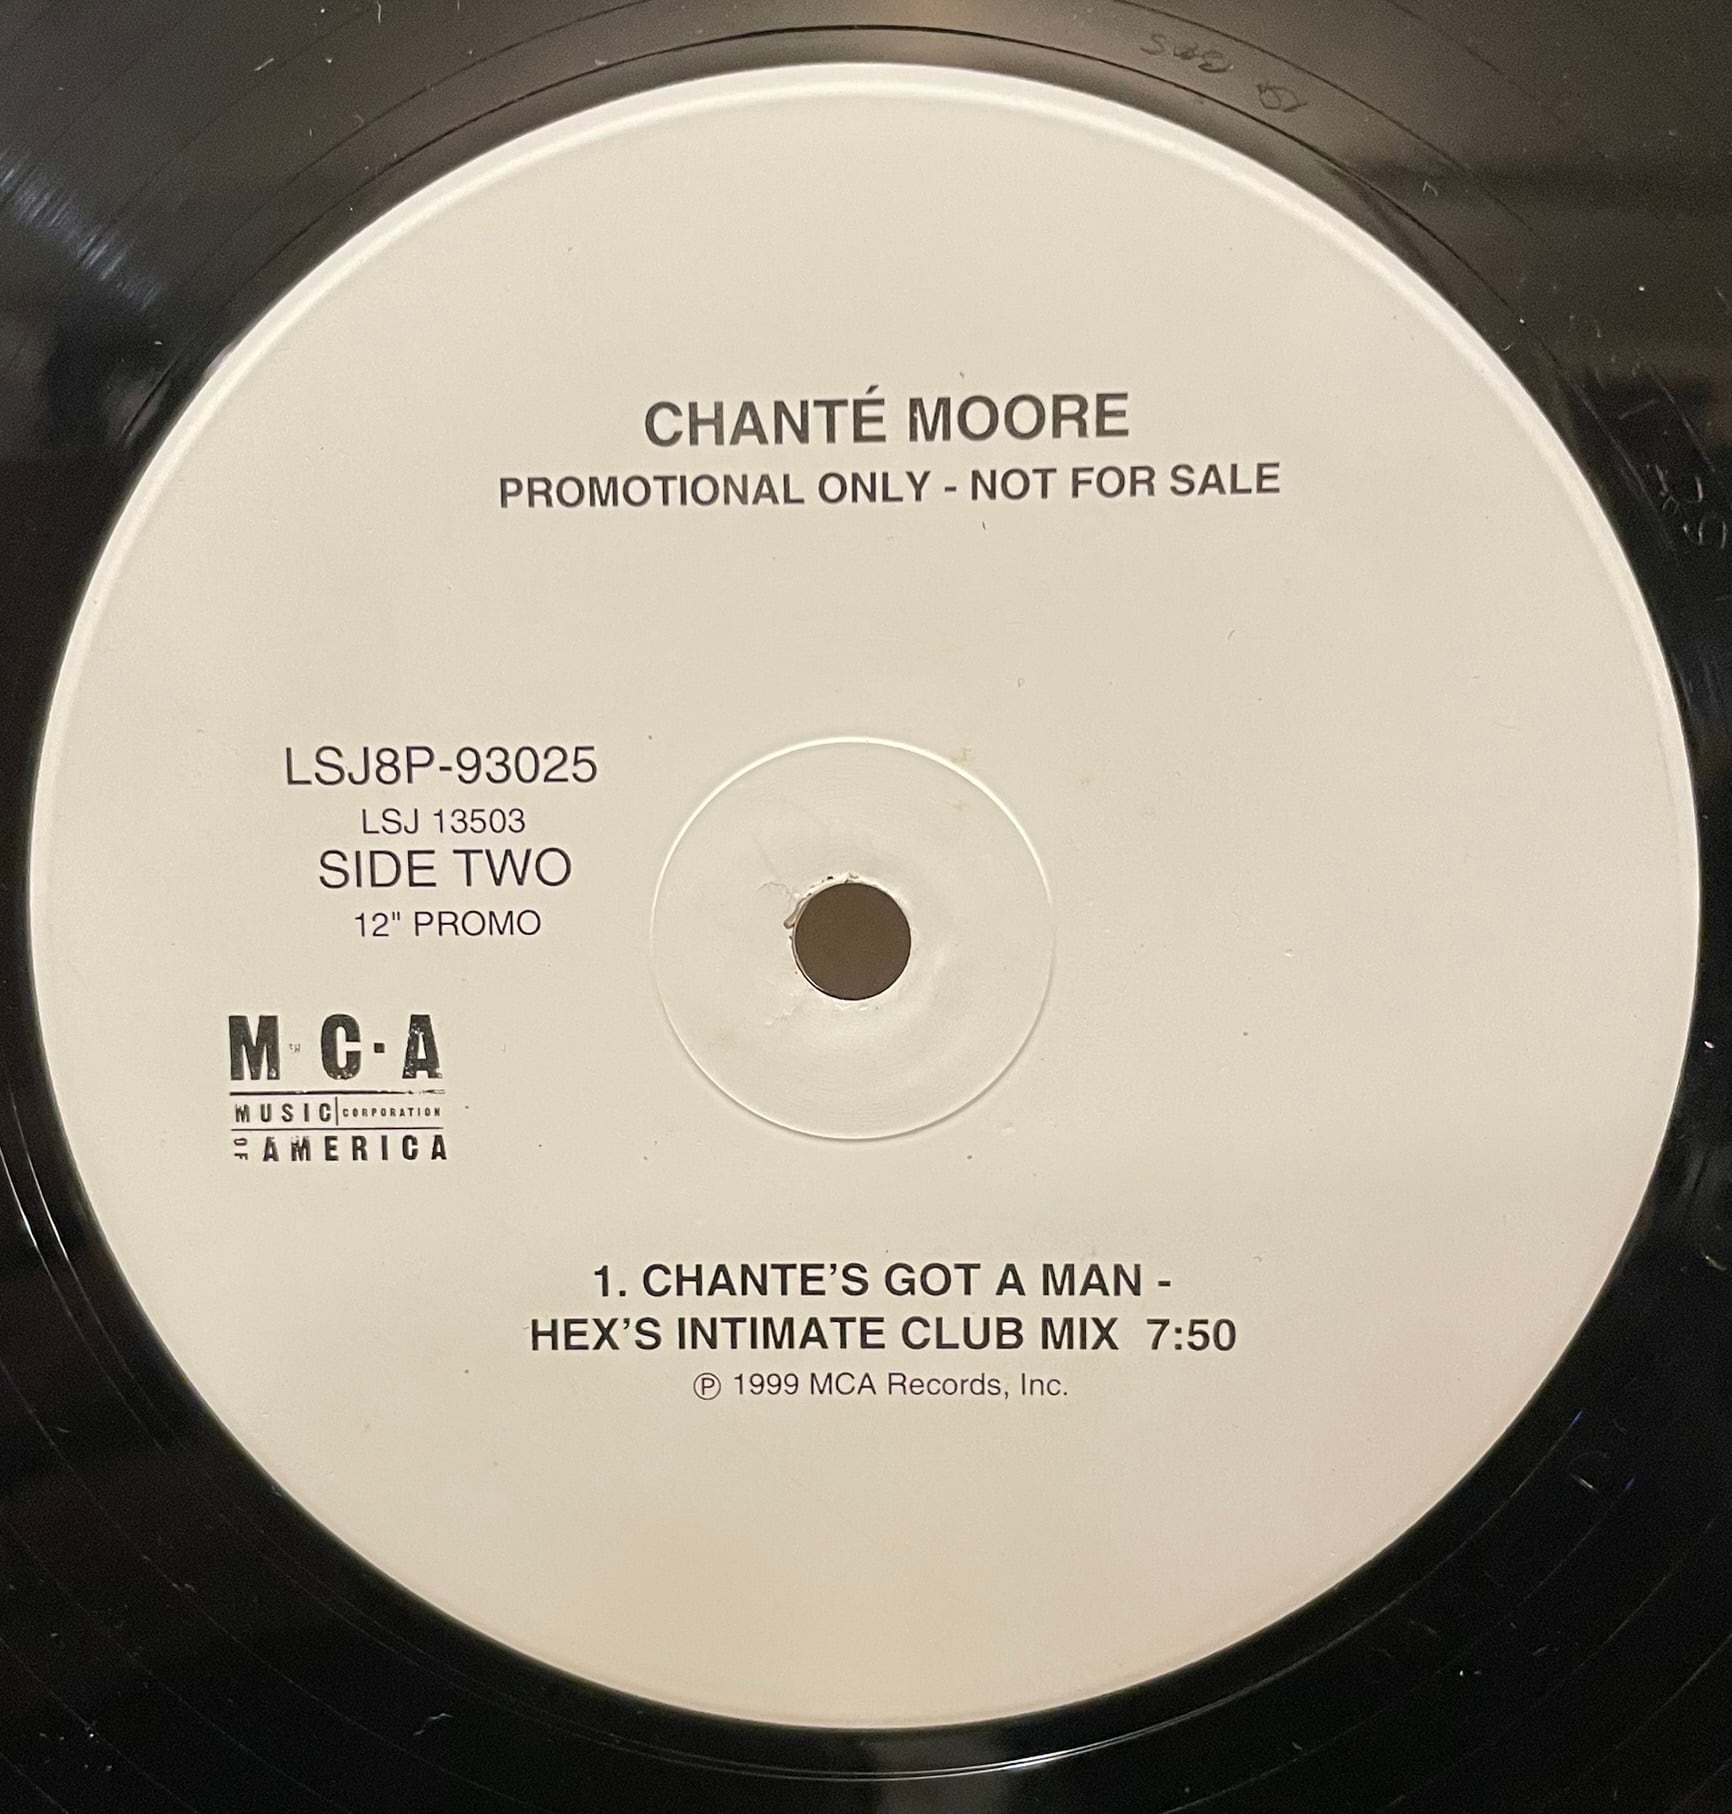 CHANTÉ MOORE
PROMOTIONAL ONLY - NOT FOR SALE
LSJ8P-93025
LSJ 13503
SIDE TWO
12" PROMO
M · C · A
MUSIC CORPORATION
OF AMERICA
1. CHANTE’S GOT A MAN -
HEX’S INTIMATE CLUB MIX 7:50
℗ 1999 MCA Records, Inc.